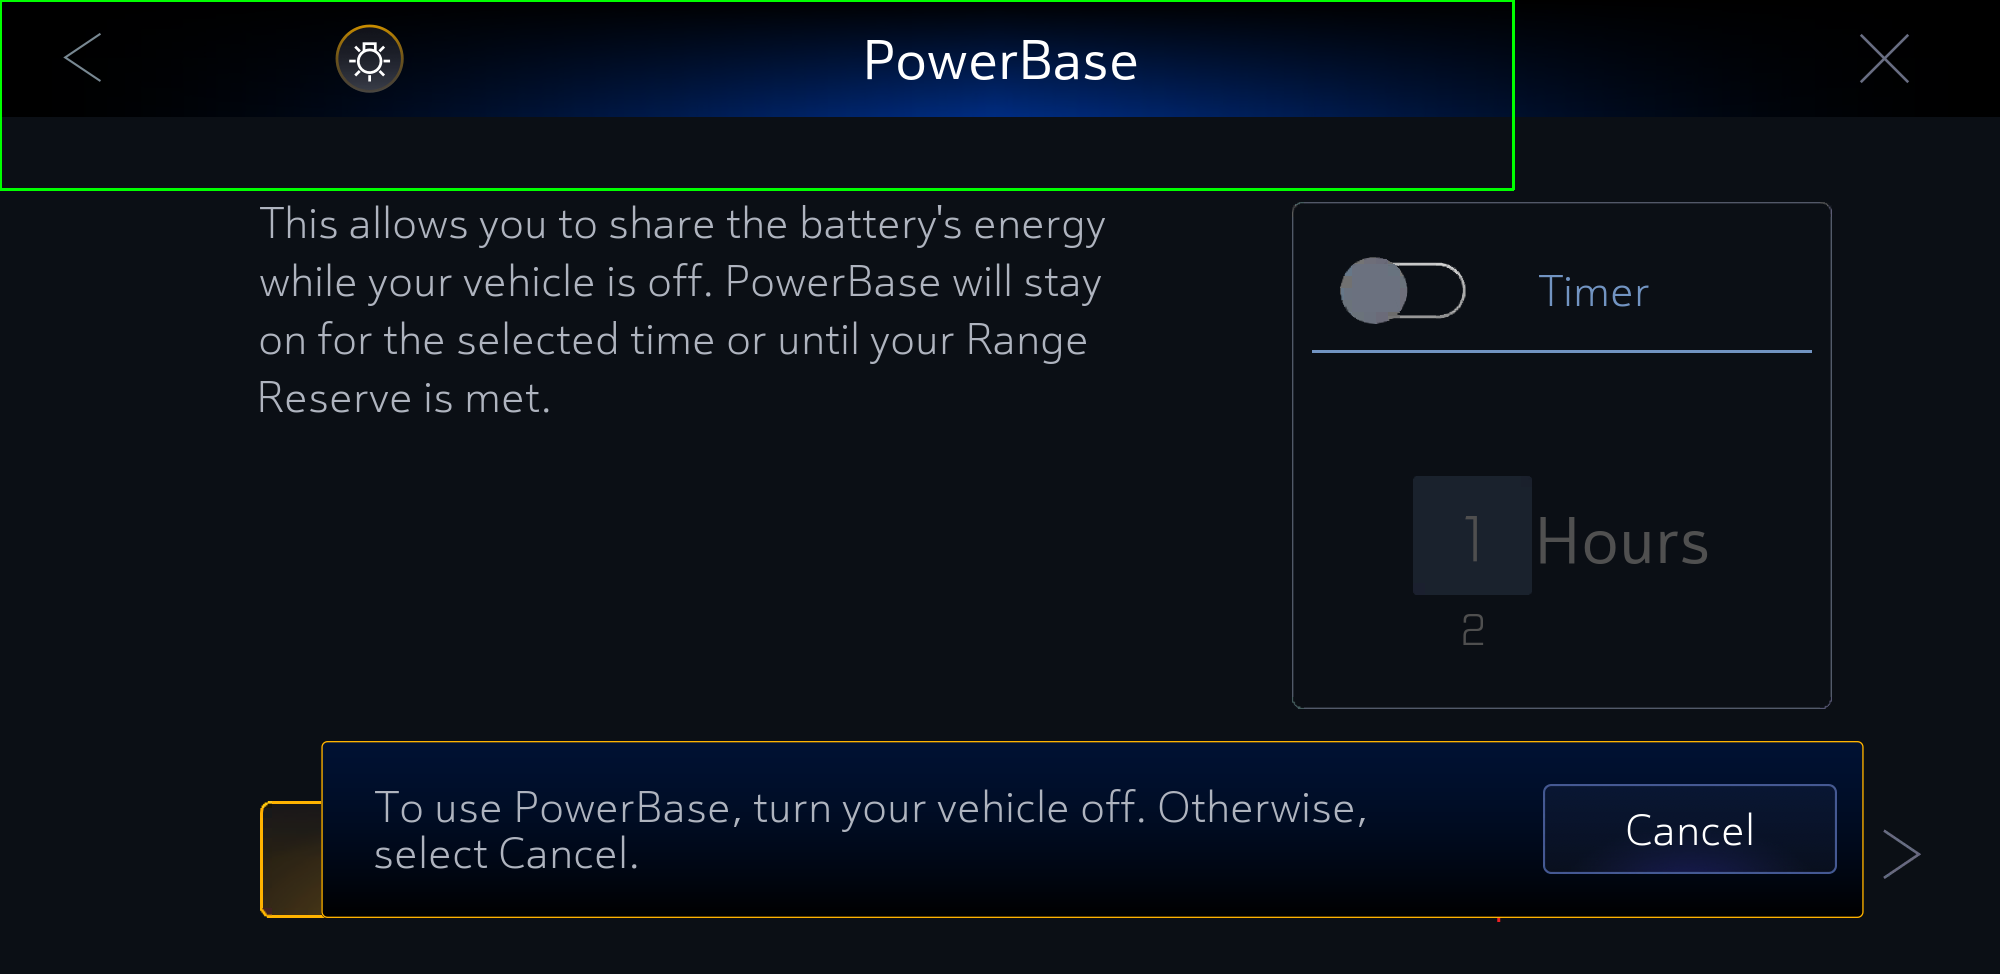 PowerBase
This allows you to share the battery's energy
while your vehicle is off. PowerBase will stay
on for the selected time or until your Range
Reserve is met.
Timer
1 Hours
2
To use PowerBase, turn your vehicle off. Otherwise,
select Cancel.
Cancel